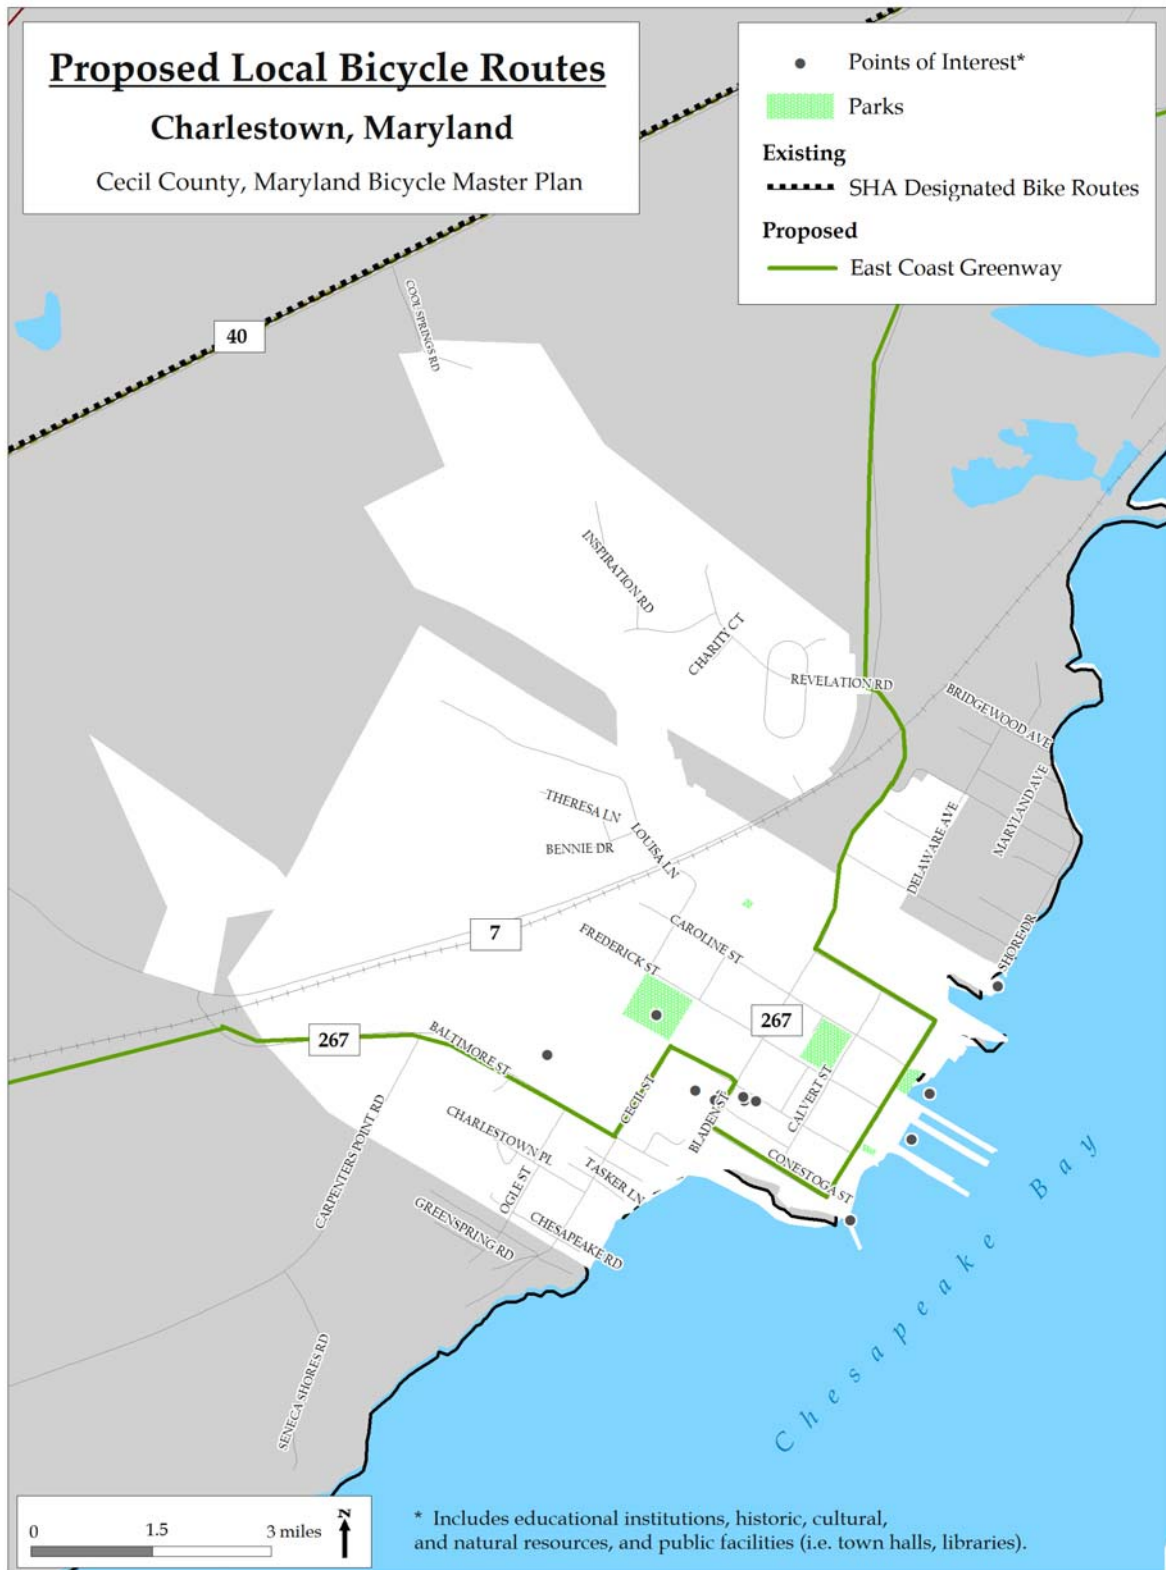 Proposed Local Bicycle Routes
Charlestown, Maryland
Cecil County, Maryland Bicycle Master Plan
Points of Interest*
Parks
Existing
SHA Designated Bike Routes
Proposed
East Coast Greenway
COOL SPRINGS RD
40
INSPIRATION RD
CHARITY CT
REVELATION RD
BRIDGEWOOD AVE
MARYLAND AVE
DELAWARE AVE
THERESA LN
LOUISA LN
BENNIE DR
7
CAROLINE ST
FREDERICK ST
SHORE DR
267
267
BALTIMORE ST
CECIL ST
BLADEN ST
CALVERT ST
CARPENTERS POINT RD
CHARLESTOWN PL
TASKER LN
CONESTOGA ST
OGLE ST
GREENSPRING RD
CHESAPEAKE RD
SENECA SHORES RD
Chesapeake Bay
0 1.5 3 miles
N
* Includes educational institutions, historic, cultural,
and natural resources, and public facilities (i.e. town halls, libraries).